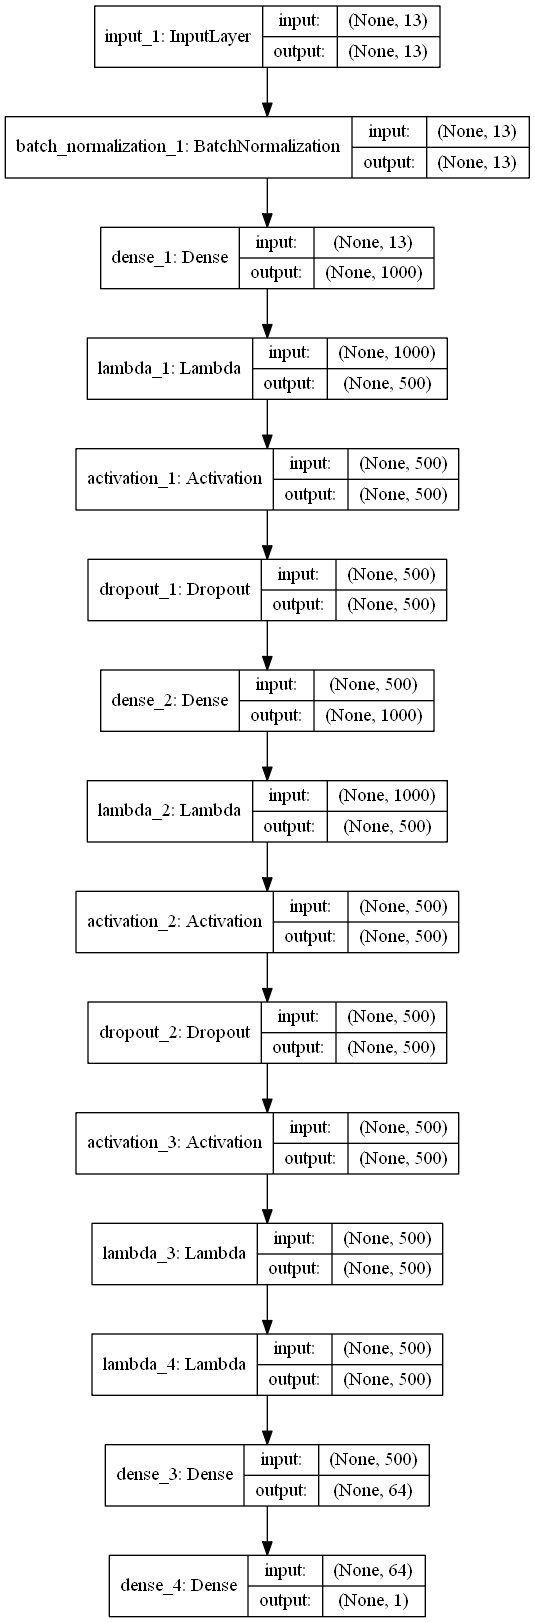 input_1: InputLayer
input: (None, 13)
output: (None, 13)
batch_normalization_1: BatchNormalization
input: (None, 13)
output: (None, 13)
dense_1: Dense
input: (None, 13)
output: (None, 1000)
lambda_1: Lambda
input: (None, 1000)
output: (None, 500)
activation_1: Activation
input: (None, 500)
output: (None, 500)
dropout_1: Dropout
input: (None, 500)
output: (None, 500)
dense_2: Dense
input: (None, 500)
output: (None, 1000)
lambda_2: Lambda
input: (None, 1000)
output: (None, 500)
activation_2: Activation
input: (None, 500)
output: (None, 500)
dropout_2: Dropout
input: (None, 500)
output: (None, 500)
activation_3: Activation
input: (None, 500)
output: (None, 500)
lambda_3: Lambda
input: (None, 500)
output: (None, 500)
lambda_4: Lambda
input: (None, 500)
output: (None, 500)
dense_3: Dense
input: (None, 500)
output: (None, 64)
dense_4: Dense
input: (None, 64)
output: (None, 1)